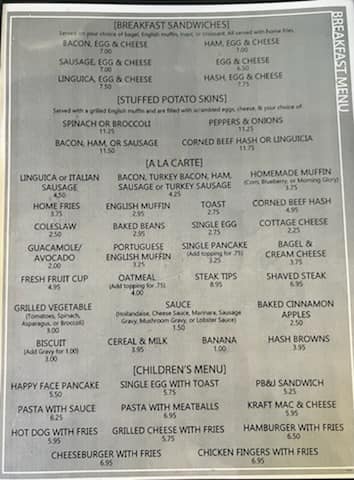 BREAKFAST MENU
[BREAKFAST SANDWICHES]
Served on your choice of bagel, English muffin, toast, or croissant. All served with home fries.
BACON, EGG & CHEESE HAM, EGG & CHEESE
7.00 7.00
SAUSAGE, EGG & CHEESE EGG & CHEESE
7.00 6.50
LINGUICA, EGG & CHEESE HASH, EGG & CHEESE
7.50 7.75
[STUFFED POTATO SKINS]
Served with a grilled English muffin and are filled with scrambled eggs, cheese, & your choice of:
SPINACH OR BROCCOLI PEPPERS & ONIONS
11.25 11.25
BACON, HAM, OR SAUSAGE CORNED BEEF HASH OR LINGUICIA
11.50 11.75
[A LA CARTE]
LINGUICA or ITALIAN BACON, TURKEY BACON, HAM, HOMEMADE MUFFIN
SAUSAGE SAUSAGE or TURKEY SAUSAGE (Corn, Blueberry, or Morning Glory)
4.50 4.25 3.75
HOME FRIES ENGLISH MUFFIN TOAST CORNED BEEF HASH
3.75 2.95 2.75 4.95
COLESLAW BAKED BEANS SINGLE EGG COTTAGE CHEESE
2.50 2.95 2.75 2.25
GUACAMOLE/ PORTUGUESE SINGLE PANCAKE BAGEL &
AVOCADO ENGLISH MUFFIN (Add topping for .75) CREAM CHEESE
2.00 3.25 3.25 3.75
FRESH FRUIT CUP OATMEAL STEAK TIPS SHAVED STEAK
4.95 (Add topping for .75) 8.95 6.95
4.00
GRILLED VEGETABLE SAUCE BAKED CINNAMON
(Tomatoes, Spinach, (Hollandaise, Cheese Sauce, Marinara, Sausage APPLES
Asparagus, or Broccoli) Gravy, Mushroom Gravy, or Lobster Sauce) 2.50
3.00 1.50
BISCUIT CEREAL & MILK BANANA HASH BROWNS
(Add Gravy for 1.00) 3.95 1.00 3.95
3.00
[CHILDREN'S MENU]
HAPPY FACE PANCAKE SINGLE EGG WITH TOAST PB&J SANDWICH
5.50 5.75 5.25
PASTA WITH SAUCE PASTA WITH MEATBALLS KRAFT MAC & CHEESE
6.25 6.95 5.95
HOT DOG WITH FRIES GRILLED CHEESE WITH FRIES HAMBURGER WITH FRIES
5.95 5.75 6.50
CHEESEBURGER WITH FRIES CHICKEN FINGERS WITH FRIES
6.95 6.95